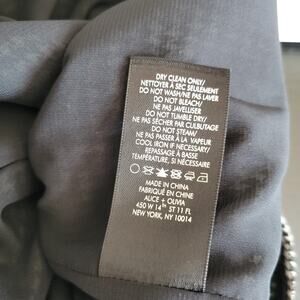 DRY CLEAN ONLY/
NETTOYER À SEC SEULEMENT
DO NOT WASH/NE PAS LAVER
DO NOT BLEACH/
NE PAS JAVELLISER
DO NOT TUMBLE DRY/
NE PAS SÉCHER PAR CULBUTAGE
DO NOT STEAM/
NE PAS PASSER À LA VAPEUR
COOL IRON IF NECESSARY/
REPASSAGE À BASSE
TEMPÉRATURE, SI NÉCESSAIRE
MADE IN CHINA
FABRIQUÉ EN CHINE
ALICE + OLIVIA
450 W 14TH ST 11 FL
NEW YORK, NY 10014